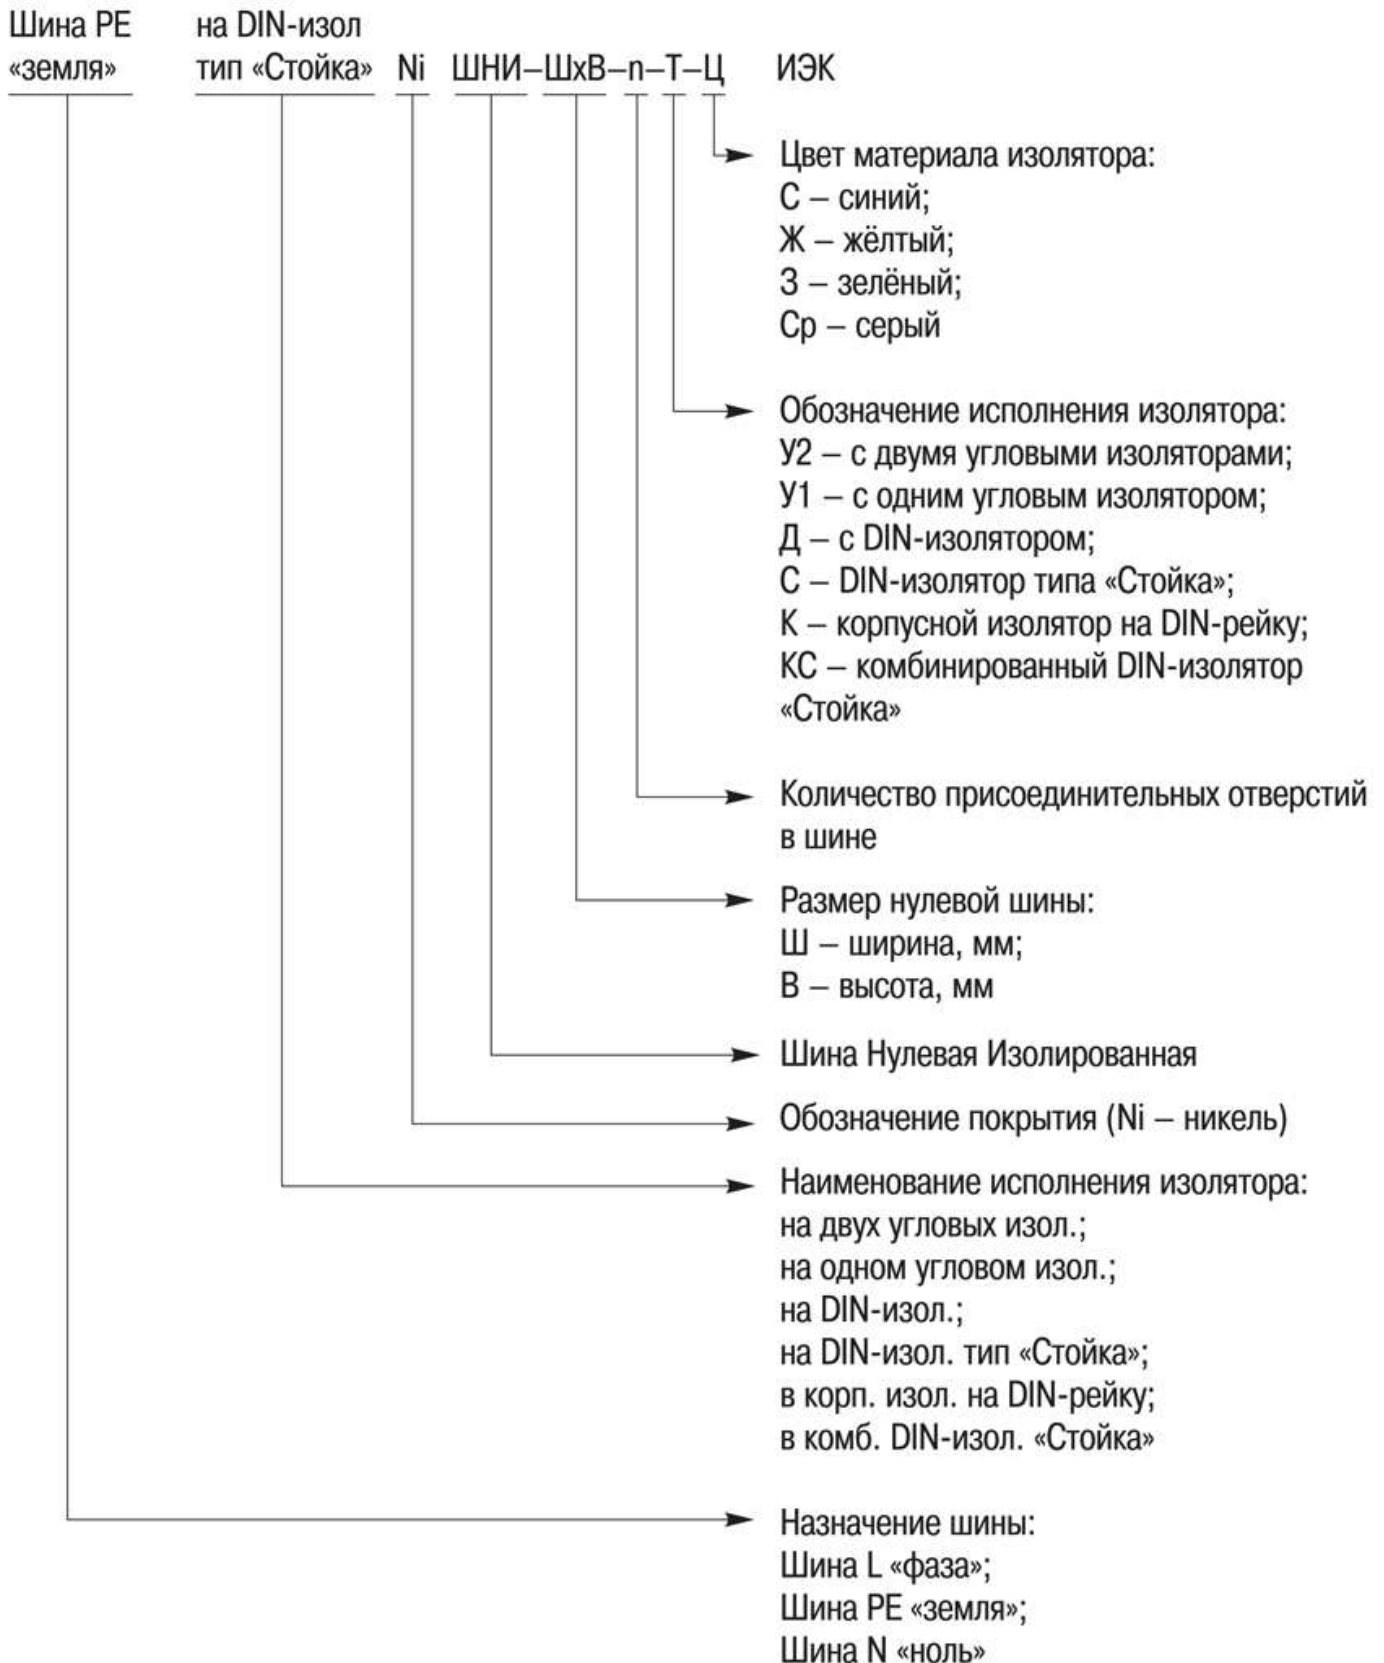 Шина PE на DIN-изол
«земля» тип «Стойка» Ni ШНИ–ШхВ–n–Т–Ц ИЭК
Цвет материала изолятора:
С – синий;
Ж – жёлтый;
З – зелёный;
Ср – серый
Обозначение исполнения изолятора:
У2 – с двумя угловыми изоляторами;
У1 – с одним угловым изолятором;
Д – с DIN-изолятором;
С – DIN-изолятор типа «Стойка»;
К – корпусной изолятор на DIN-рейку;
КС – комбинированный DIN-изолятор
«Стойка»
Количество присоединительных отверстий
в шине
Размер нулевой шины:
Ш – ширина, мм;
В – высота, мм
Шина Нулевая Изолированная
Обозначение покрытия (Ni – никель)
Наименование исполнения изолятора:
на двух угловых изол.;
на одном угловом изол.;
на DIN-изол.;
на DIN-изол. тип «Стойка»;
в корп. изол. на DIN-рейку;
в комб. DIN-изол. «Стойка»
Назначение шины:
Шина L «фаза»;
Шина PE «земля»;
Шина N «ноль»